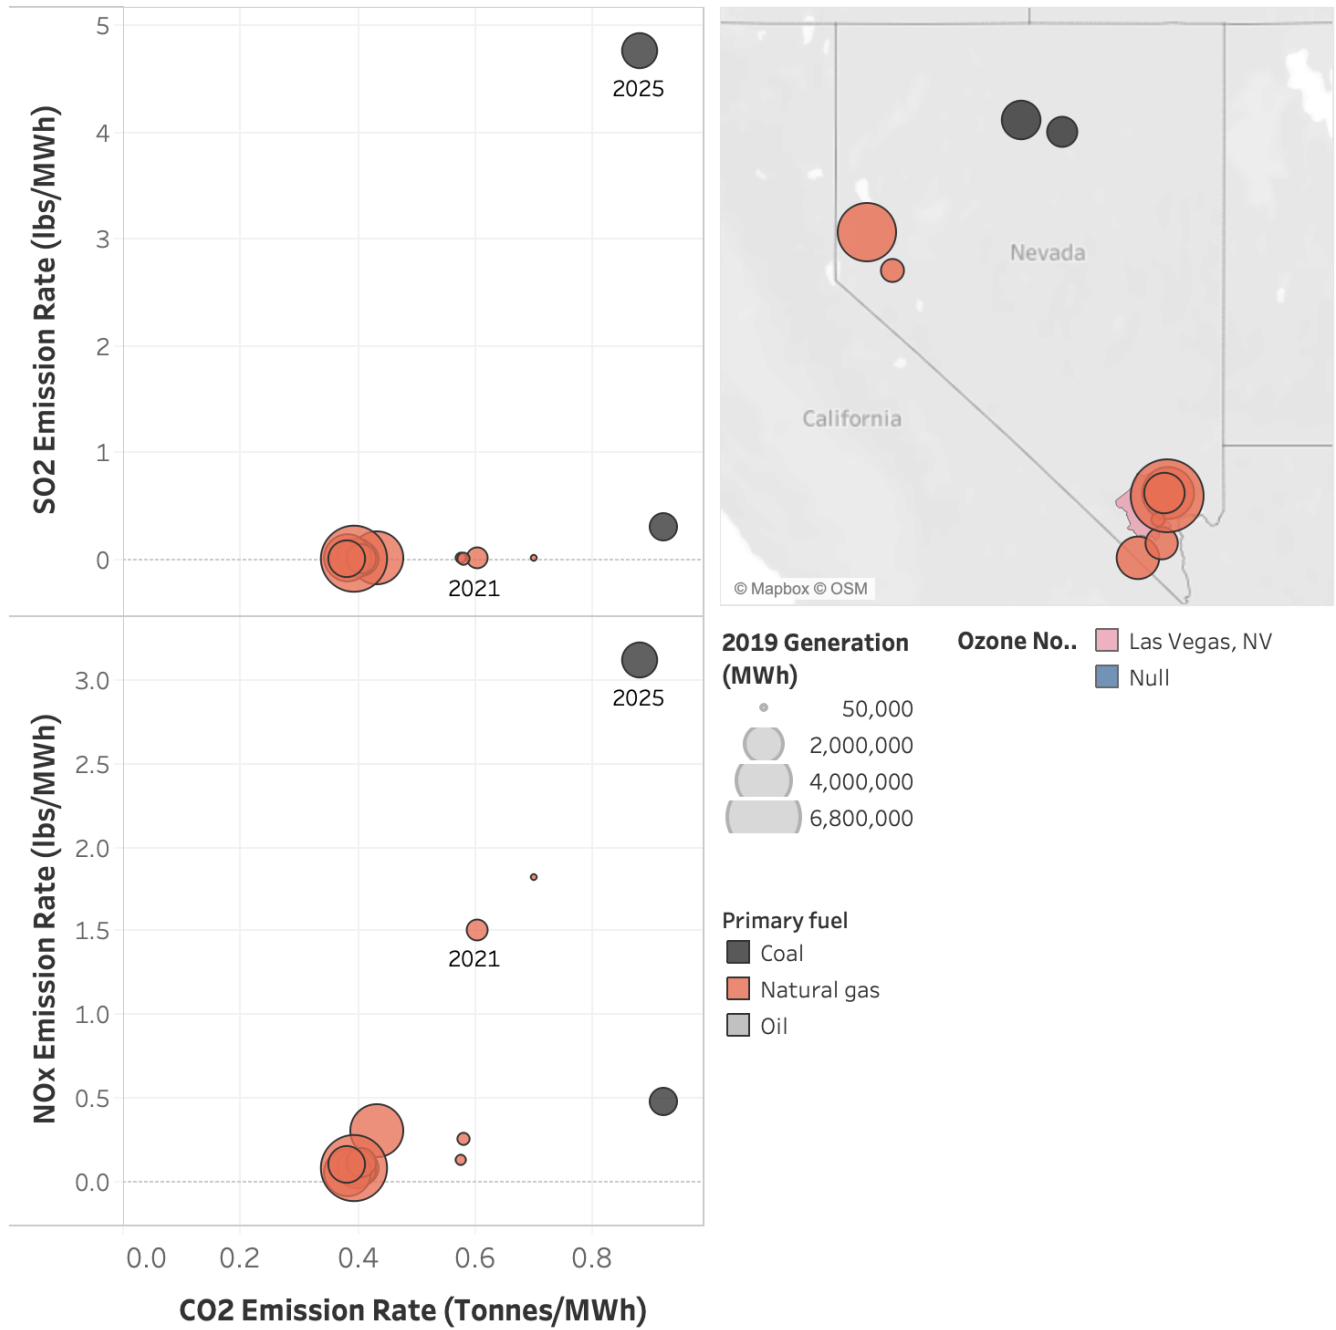 SO2 Emission Rate (lbs/MWh)
5
4
3
2
1
0
2025
2021
NOx Emission Rate (lbs/MWh)
3.0
2.5
2.0
1.5
1.0
0.5
0.0
2025
2021
0.0 0.2 0.4 0.6 0.8
CO2 Emission Rate (Tonnes/MWh)
Nevada
California
© Mapbox © OSM
2019 Generation
(MWh)
50,000
2,000,000
4,000,000
6,800,000
Ozone No..
Las Vegas, NV
Null
Primary fuel
Coal
Natural gas
Oil